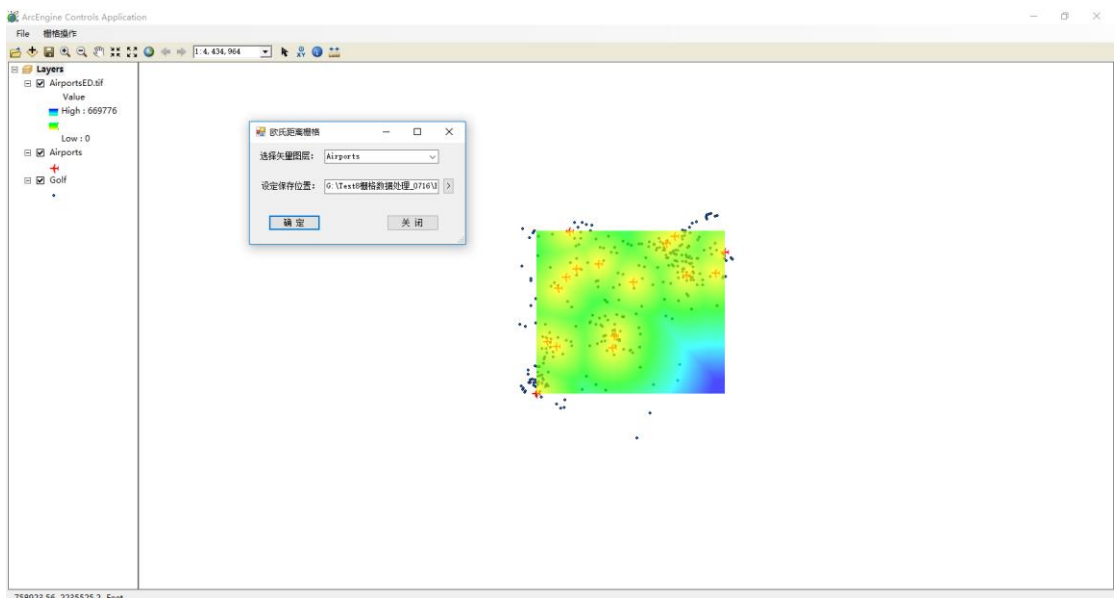 ArcEngine Controls Application
File 栅格操作
1:4,434,964
Layers
AirportsED.tif
Value
High : 669776
Low : 0
Airports
Golf
欧氏距离栅格
选择矢量图层: Airports
设定保存位置: G:\Test8栅格数据处理_0716\
确 定 关 闭